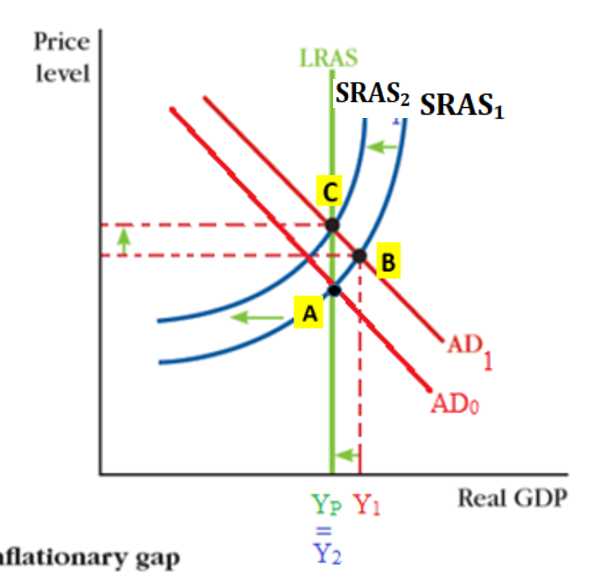 Price
level
LRAS
SRAS₂ SRAS₁
C
B
A
AD₁
AD₀
Real GDP
Yₚ Y₁
=
Y₂
nflationary gap